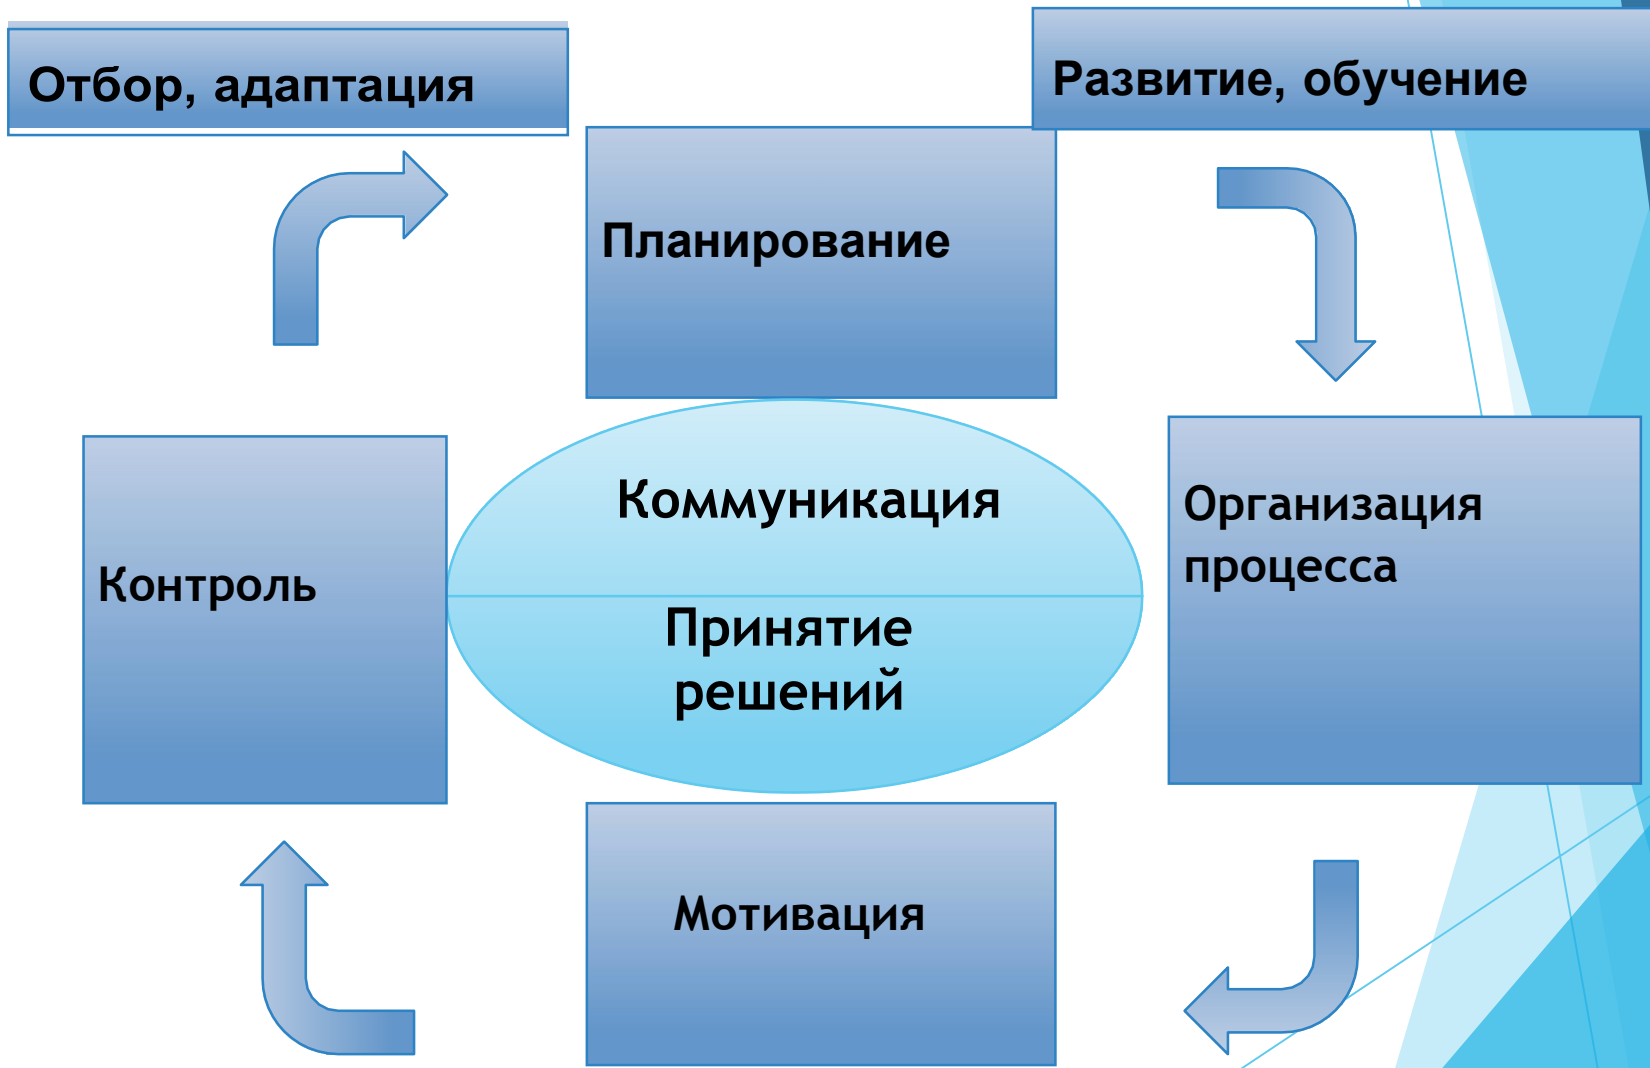 Отбор, адаптация
Развитие, обучение
Планирование
Коммуникация
Организация
процесса
Контроль
Принятие
решений
Мотивация